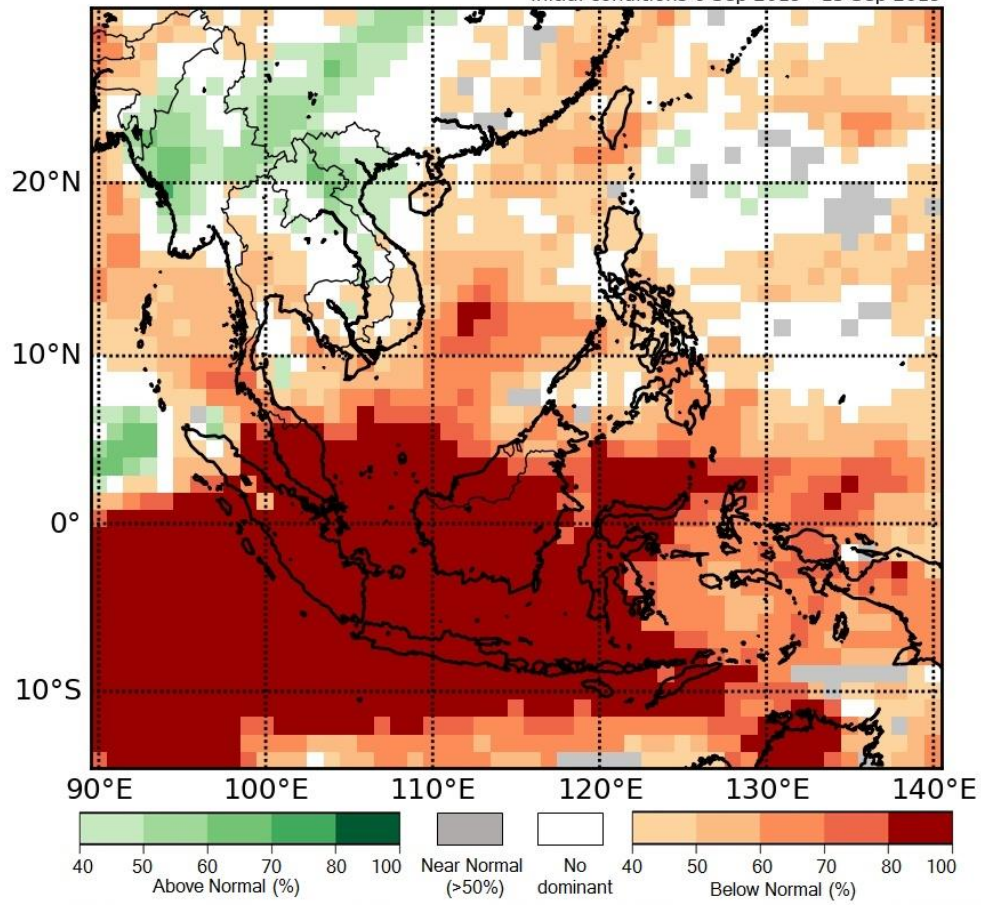 20°N
10°N
0°
10°S
90°E 100°E 110°E 120°E 130°E 140°E
40 50 60 70 80 100 40 50 60 70 80 100
Above Normal (%)
Near Normal
(>50%)
No
dominant
Below Normal (%)